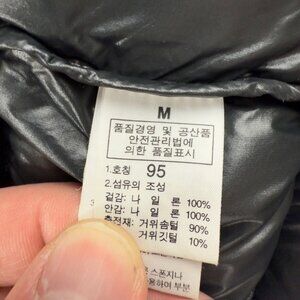 M
품질경영 및 공산품
안전관리법에
의한 품질표시
1.호칭 95
2.섬유의 조성
겉감: 나 일 론 100%
안감: 나 일 론 100%
충전재: 거위솜털 90%
거위깃털 10%